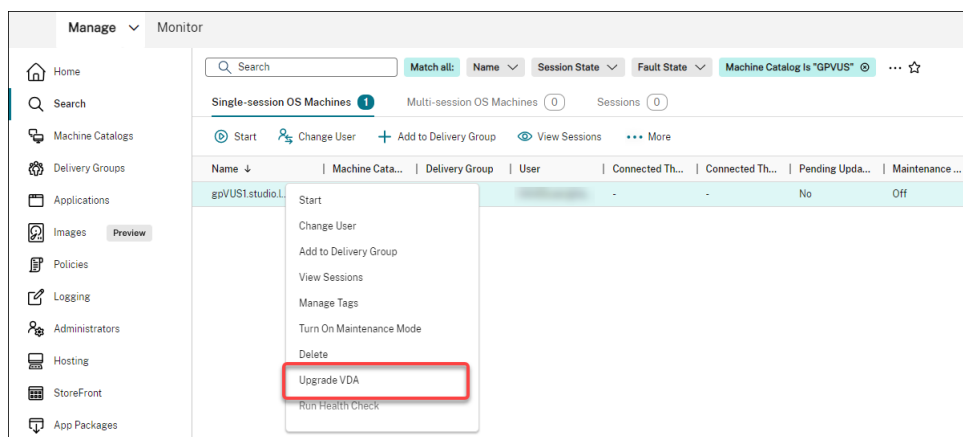 Manage Monitor
Home
Search
Machine Catalogs
Delivery Groups
Applications
Images Preview
Policies
Logging
Administrators
Hosting
StoreFront
App Packages
Search Match all: Name Session State Fault State Machine Catalog Is "GPVUS" ...
Single-session OS Machines 1 Multi-session OS Machines 0 Sessions 0
Start Change User Add to Delivery Group View Sessions ... More
Name ↓ Machine Cata... Delivery Group User Connected Th... Connected Th... Pending Upda... Maintenance ...
gpVUS1.studio.l... - - No Off
Start
Change User
Add to Delivery Group
View Sessions
Manage Tags
Turn On Maintenance Mode
Delete
Upgrade VDA
Run Health Check